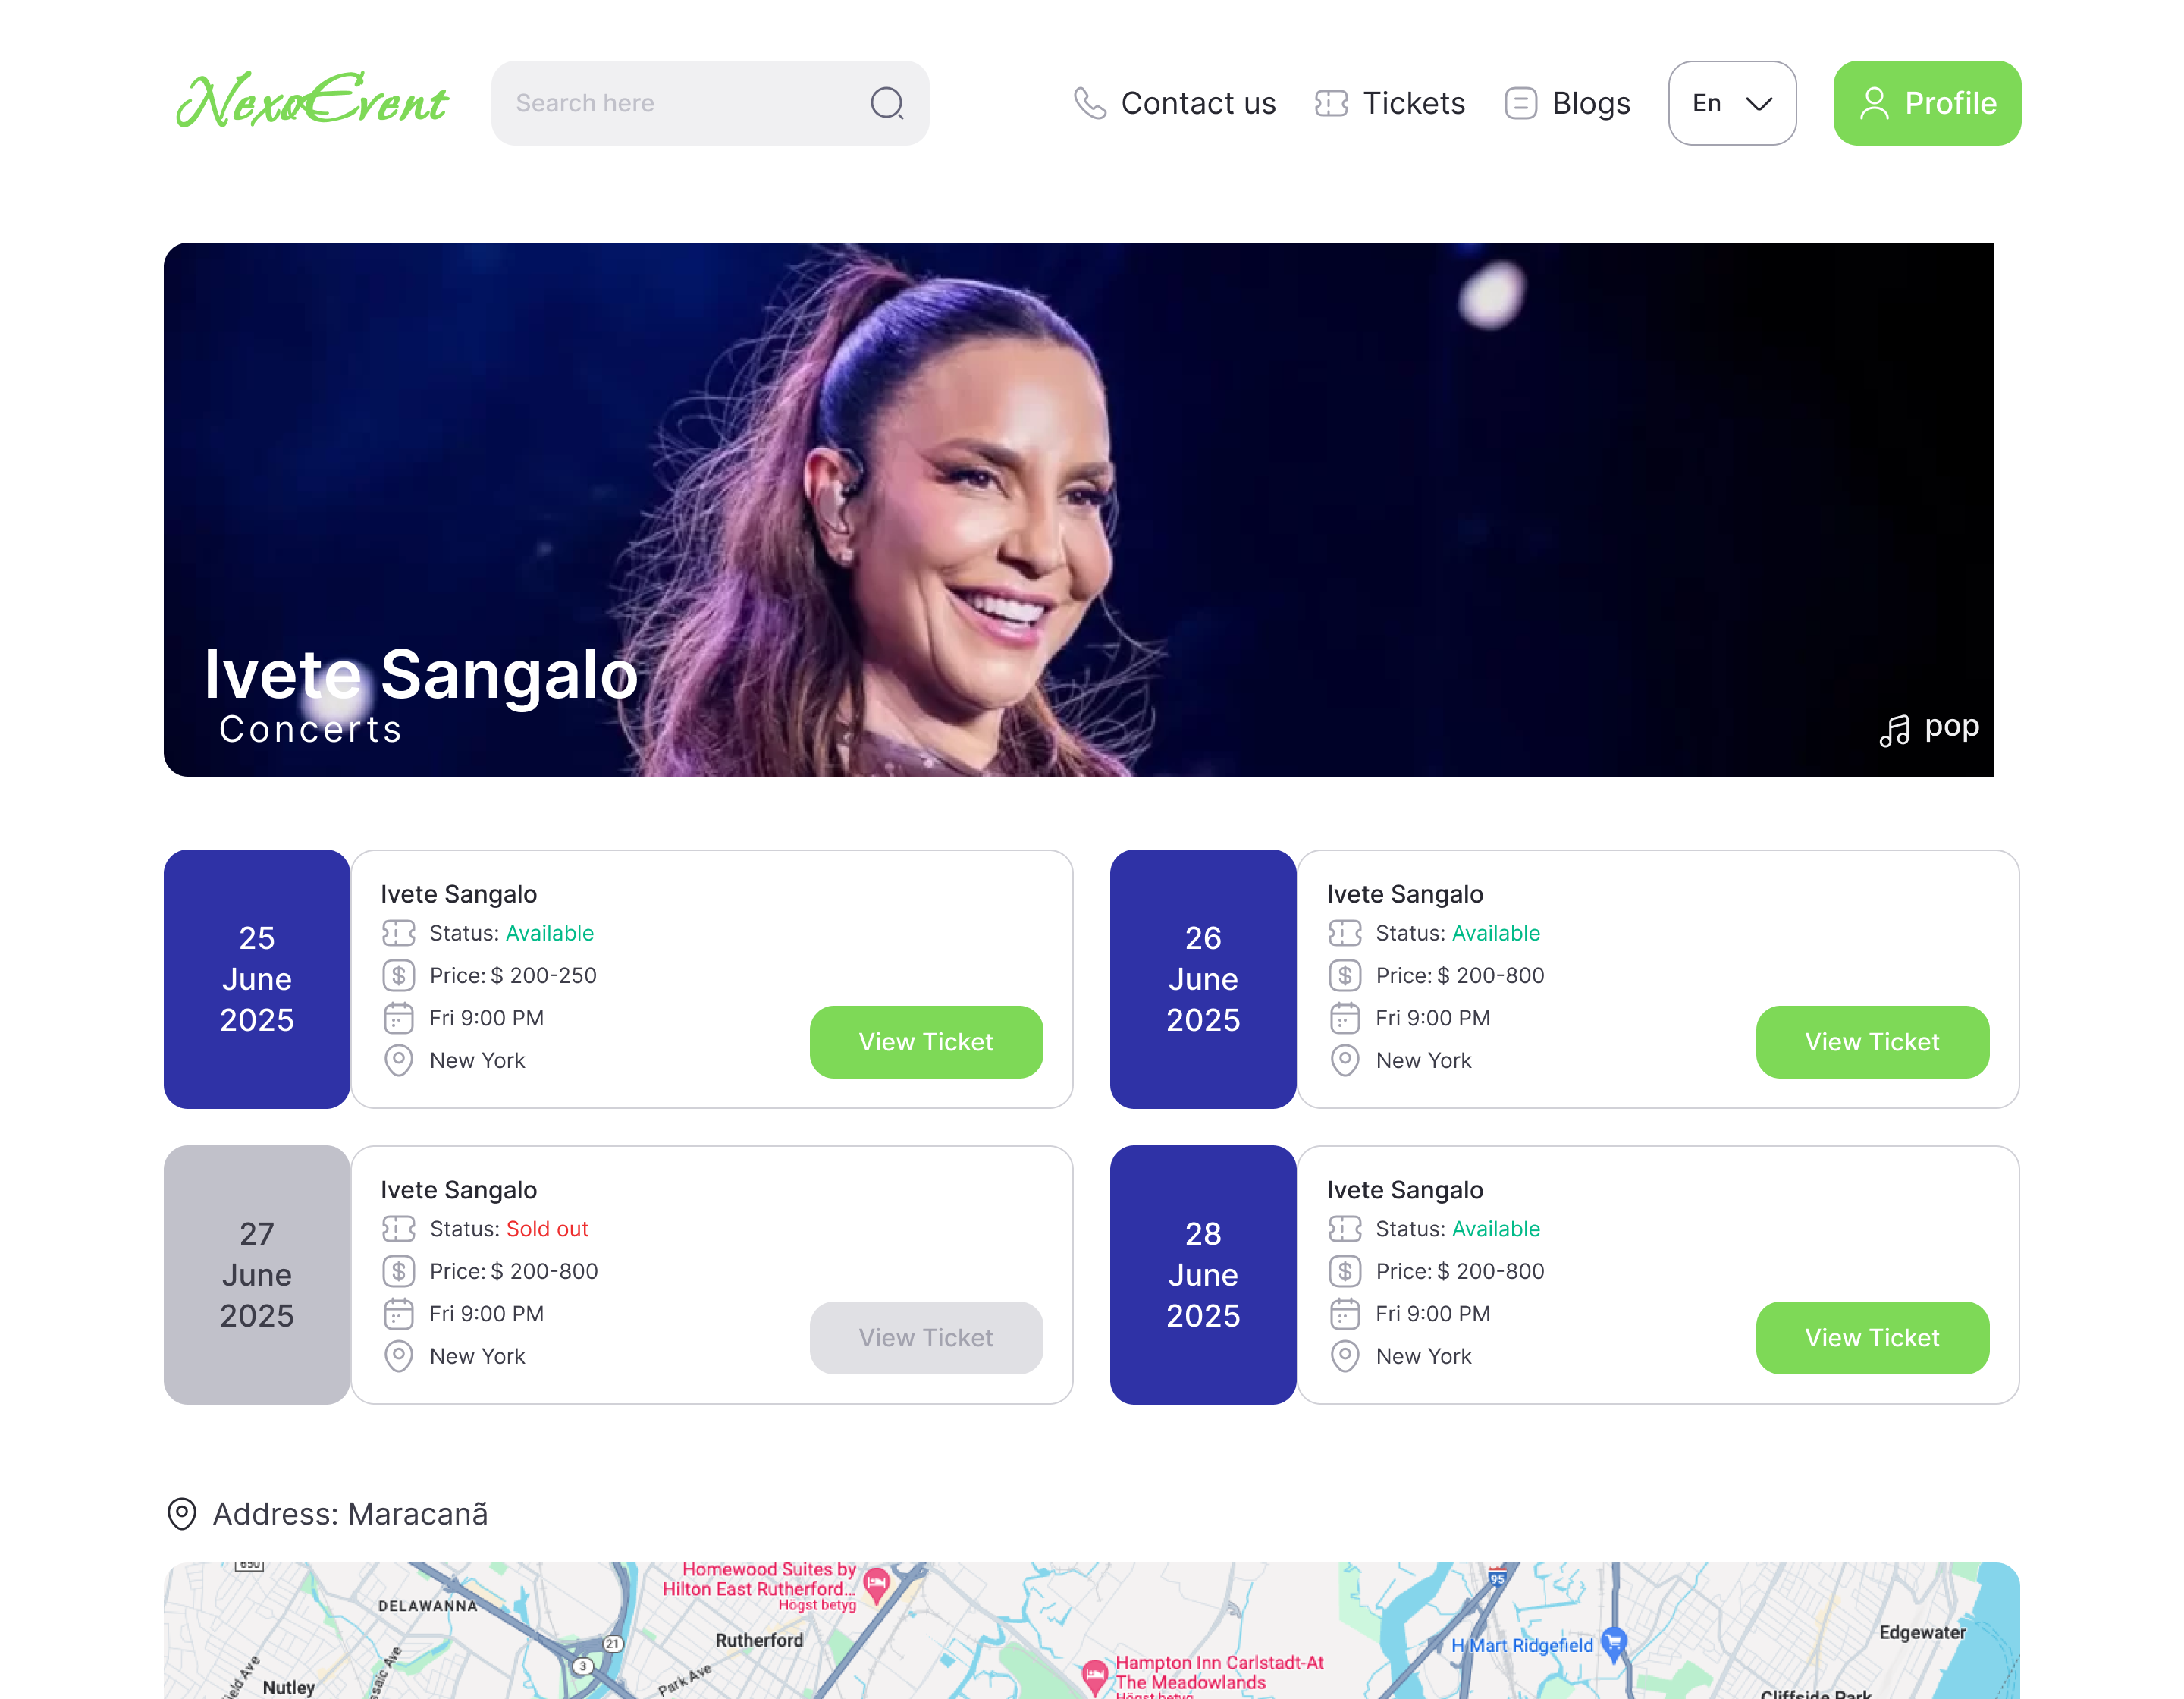 NexoEvent
Search here
Contact us
Tickets
Blogs
En
Profile
Ivete Sangalo
Concerts
pop
25
June
2025
Ivete Sangalo
Status: Available
Price: $ 200-250
Fri 9:00 PM
New York
View Ticket
26
June
2025
Ivete Sangalo
Status: Available
Price: $ 200-800
Fri 9:00 PM
New York
View Ticket
27
June
2025
Ivete Sangalo
Status: Sold out
Price: $ 200-800
Fri 9:00 PM
New York
View Ticket
28
June
2025
Ivete Sangalo
Status: Available
Price: $ 200-800
Fri 9:00 PM
New York
View Ticket
Address: Maracanã
650
Homewood Suites by
Hilton East Rutherford...
Högst betyg
DELAWANNA
95
21
Rutherford
3
Edgewater
H Mart Ridgefield
Hampton Inn Carlstadt-At
The Meadowlands
Högst betyg
Park Ave
Nutley
Cliffside Park